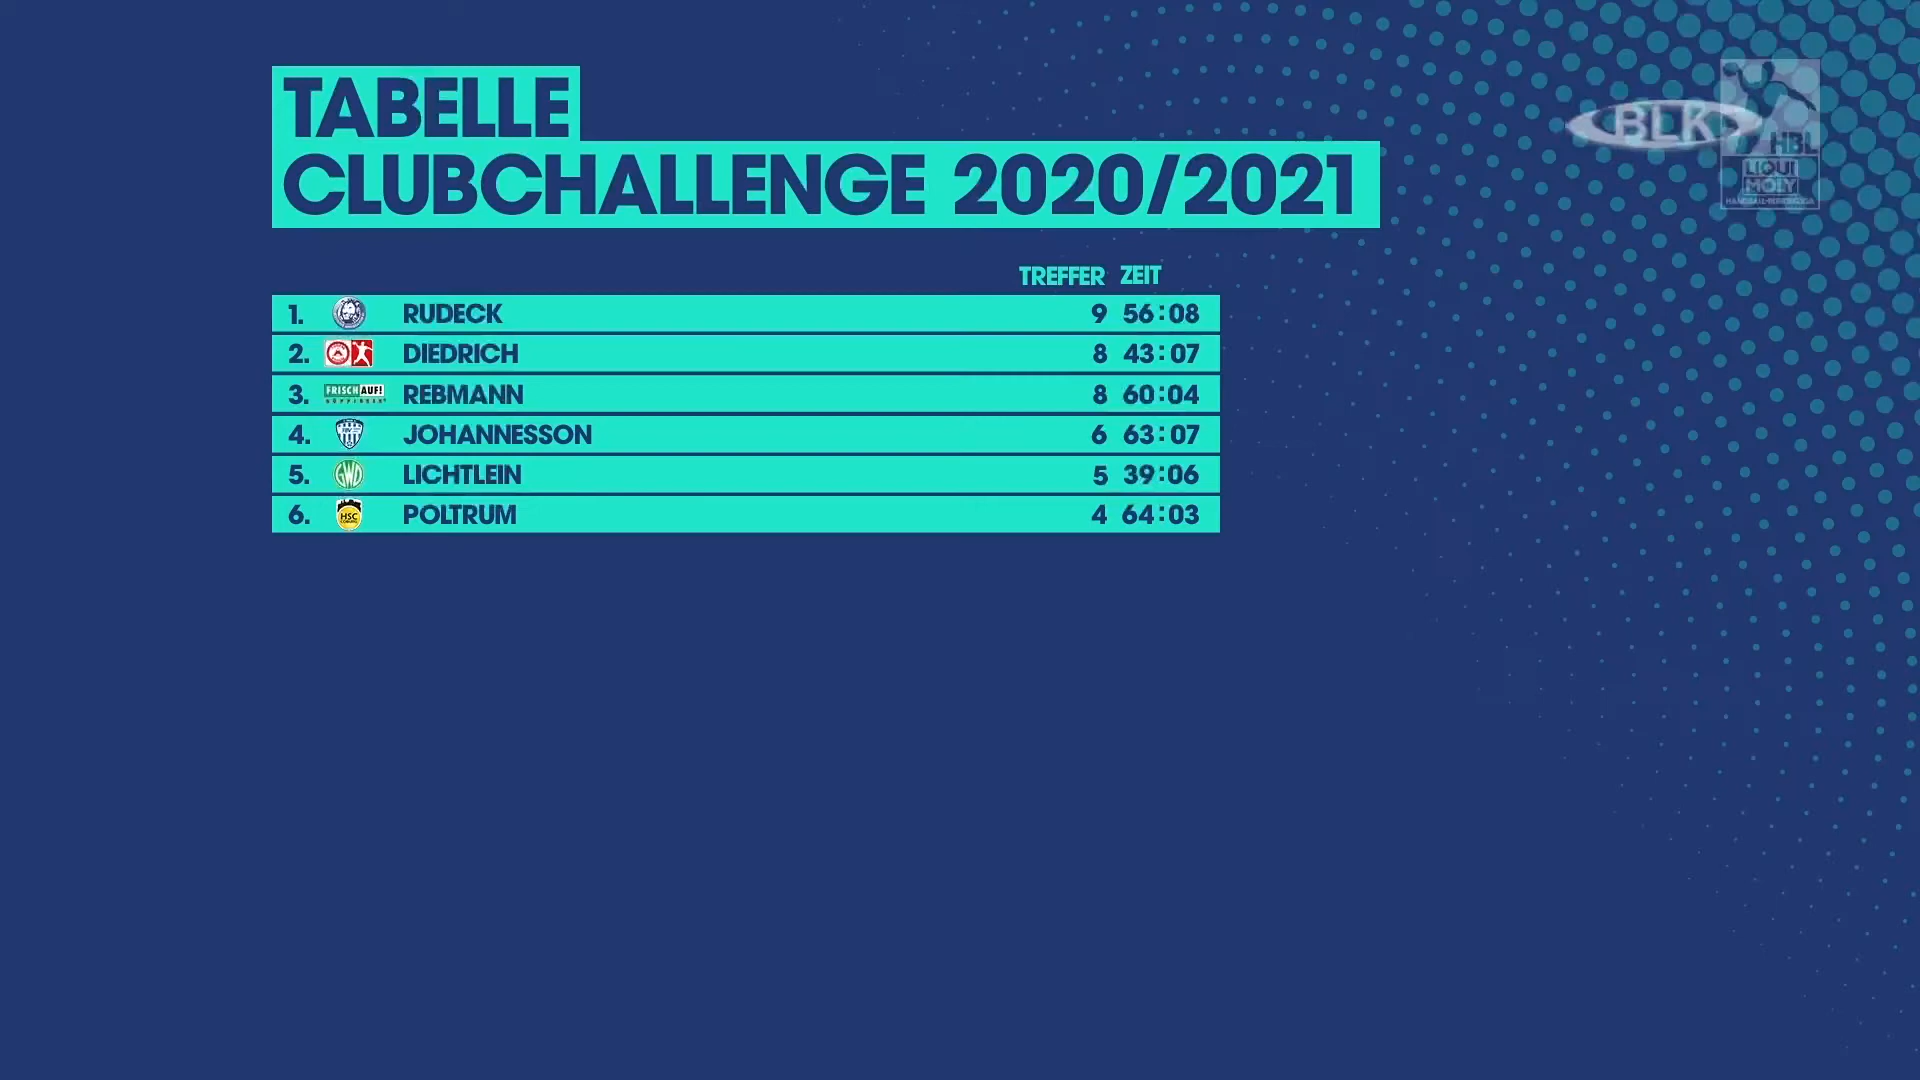 TABELLE
CLUBCHALLENGE 2020/2021
BLK
HBL
LIQUI
MOLY
HANDBALL-BUNDESLIGA
TREFFER ZEIT
1. RUDECK 9 56:08
2. DIEDRICH 8 43:07
3. FRISCH AUF! REBMANN 8 60:04
4. JOHANNESSON 6 63:07
5. GWD LICHTLEIN 5 39:06
6. HSC POLTRUM 4 64:03